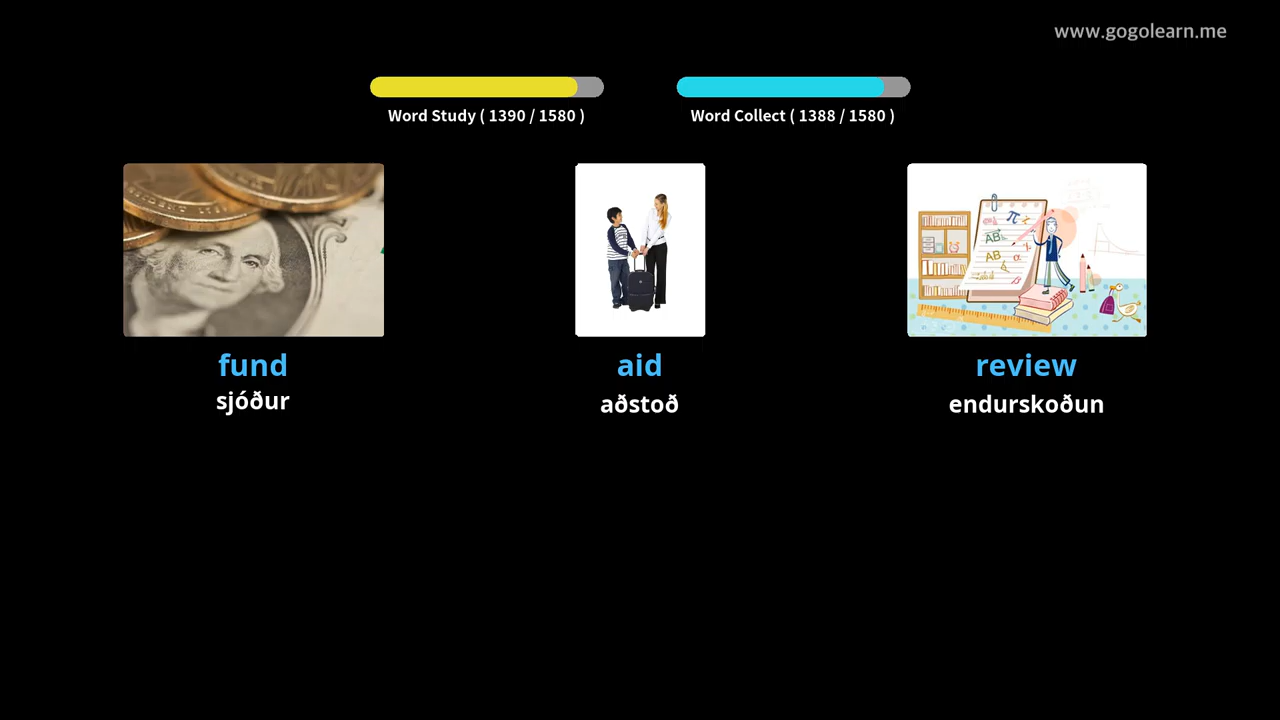 www.gogolearn.me
Word Study ( 1390 / 1580 )
Word Collect ( 1388 / 1580 )
fund
sjóður
aid
aðstoð
review
endurskoðun